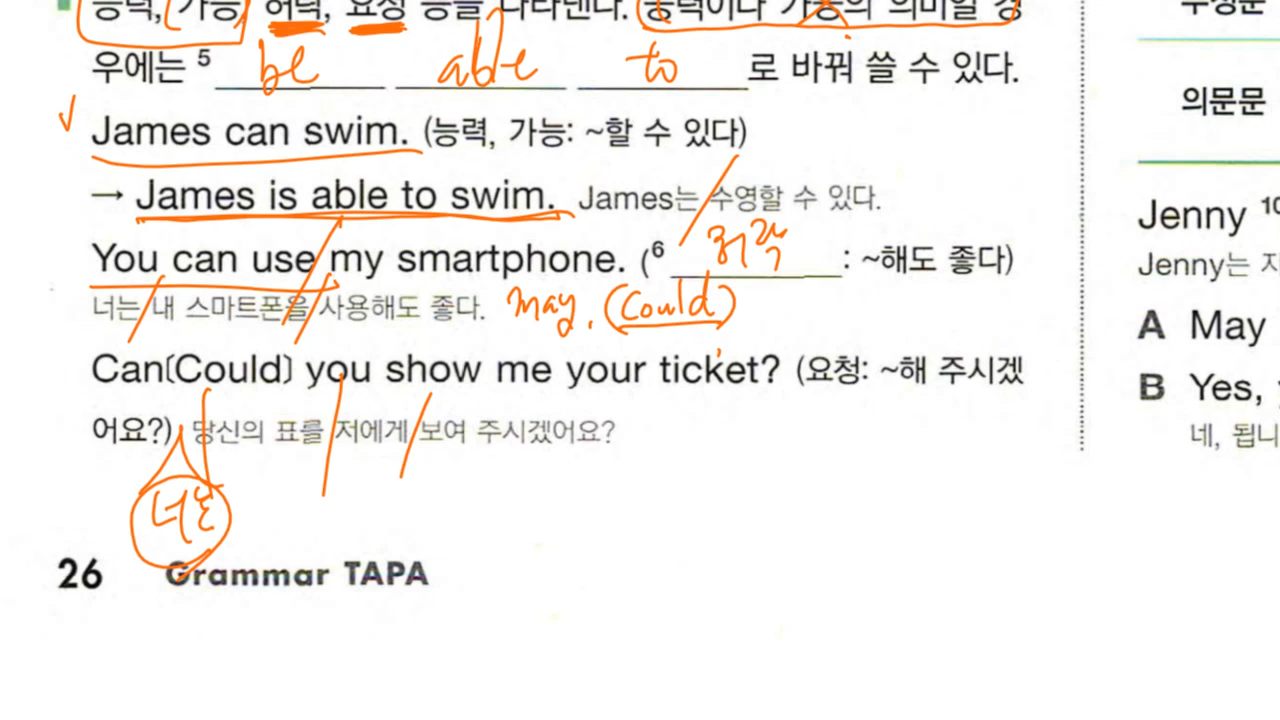 능력, 가능, 허락, 요청 등을 나타낸다. 능력이나 가능의 의미일 경
우에는 5 be able to 로 바꿔 쓸 수 있다.
James can swim. (능력, 가능: ~할 수 있다)
→ James is able to swim. James는 수영할 수 있다.
You can use my smartphone. (6 허락 : ~해도 좋다)
너는 내 스마트폰을 사용해도 좋다. may. (Could)
Can(Could) you show me your ticket? (요청: ~해 주시겠
어요?) 당신의 표를 저에게 보여 주시겠어요?
너는
26 Grammar TAPA
의문문
Jenny 10
Jenny는
A May
B Yes,
네, 됩니